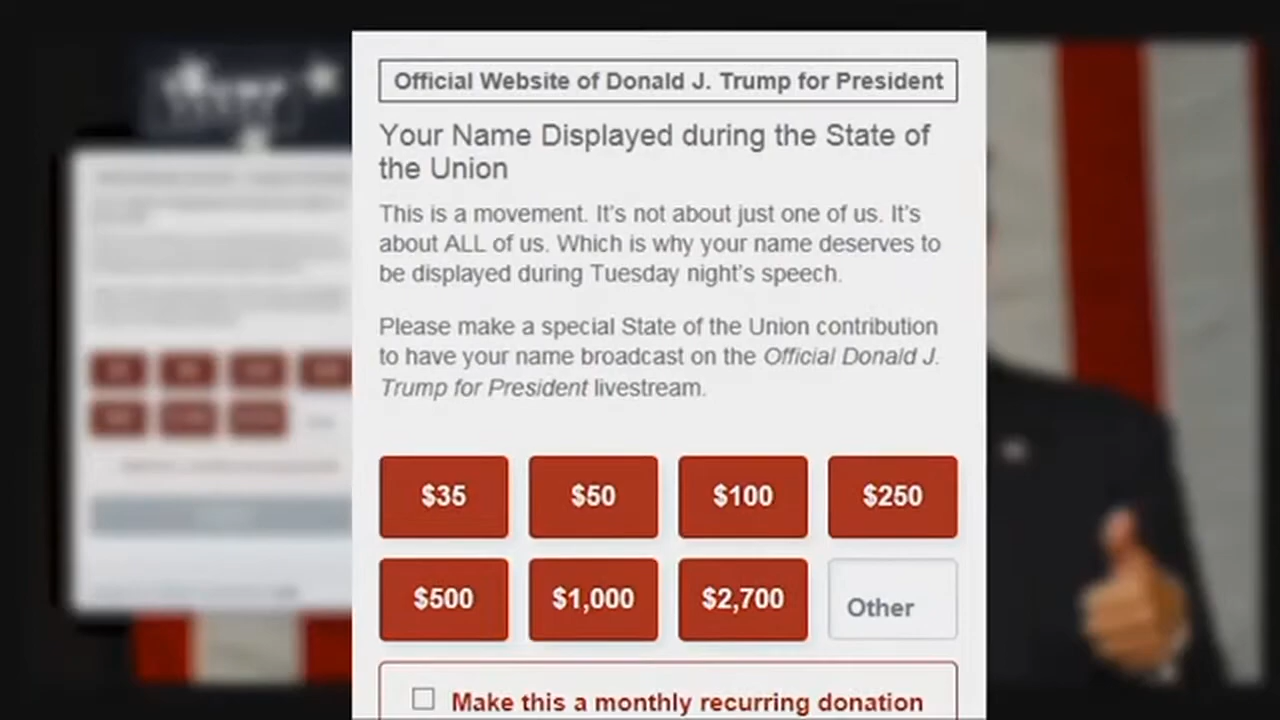 Official Website of Donald J. Trump for President
Your Name Displayed during the State of
the Union
This is a movement. It's not about just one of us. It's
about ALL of us. Which is why your name deserves to
be displayed during Tuesday night's speech.
Please make a special State of the Union contribution
to have your name broadcast on the Official Donald J.
Trump for President livestream.
$35 $50 $100 $250
$500 $1,000 $2,700 Other
Make this a monthly recurring donation